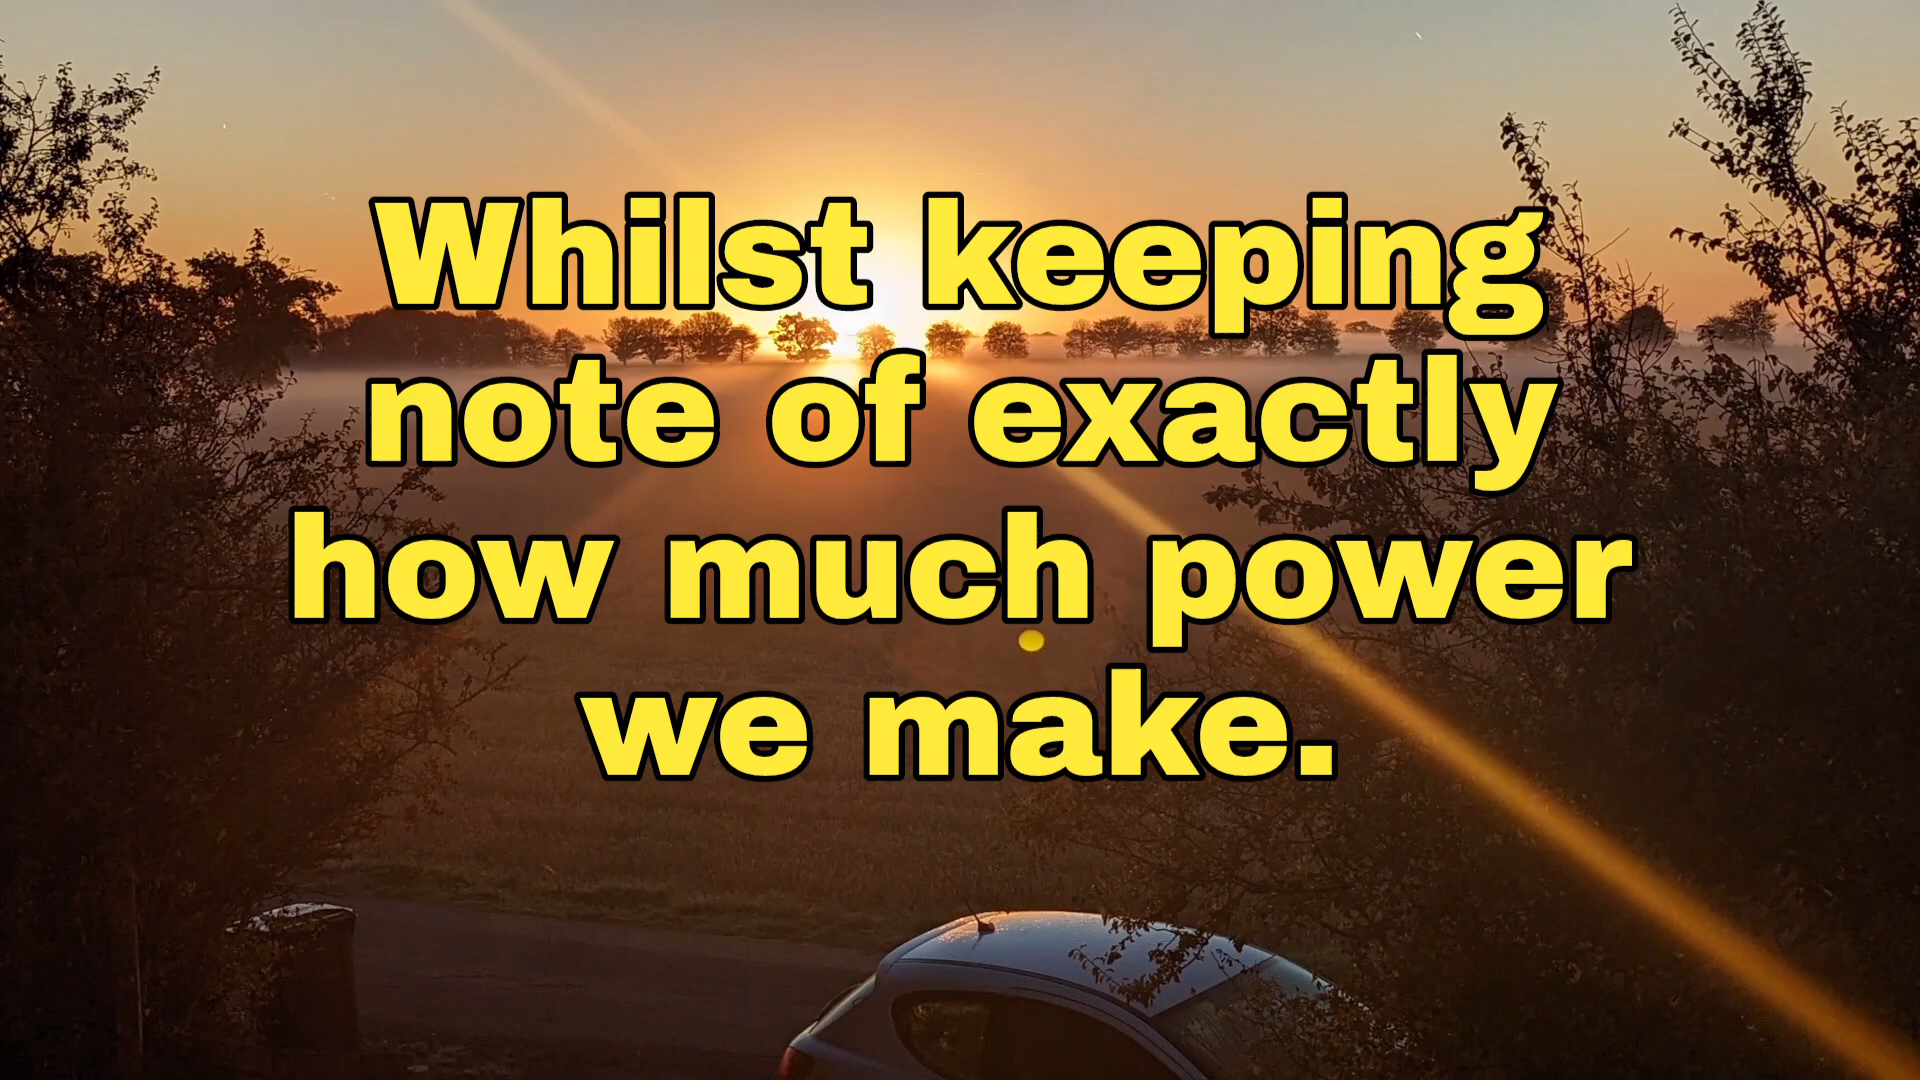 Whilst keeping
note of exactly
how much power
we make.